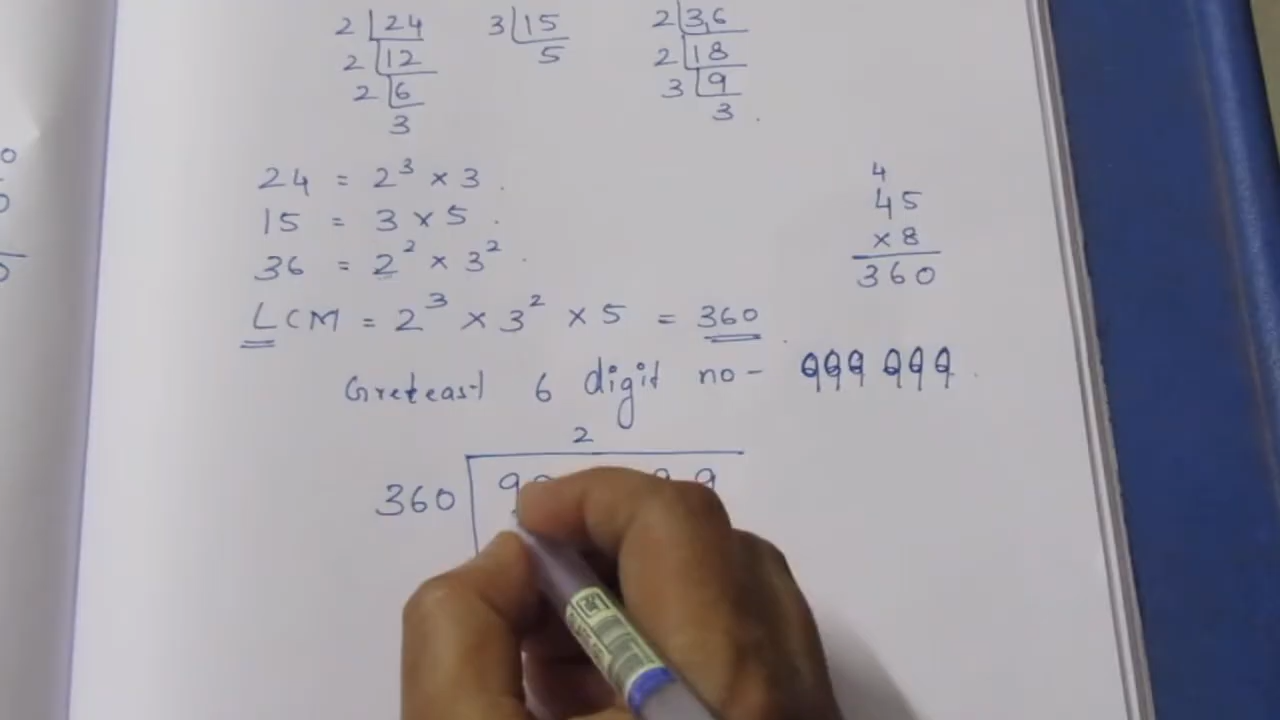 2 24 3 15 2 36
2 12 5 2 18
2 6 3 9
3 3 .
24 = 2³ × 3 .
15 = 3 × 5 .
36 = 2² × 3² .
LCM = 2³ × 3² × 5 = 360 .
4
45
×8
360
Greteast 6 digit no - 999 999 .
2
360